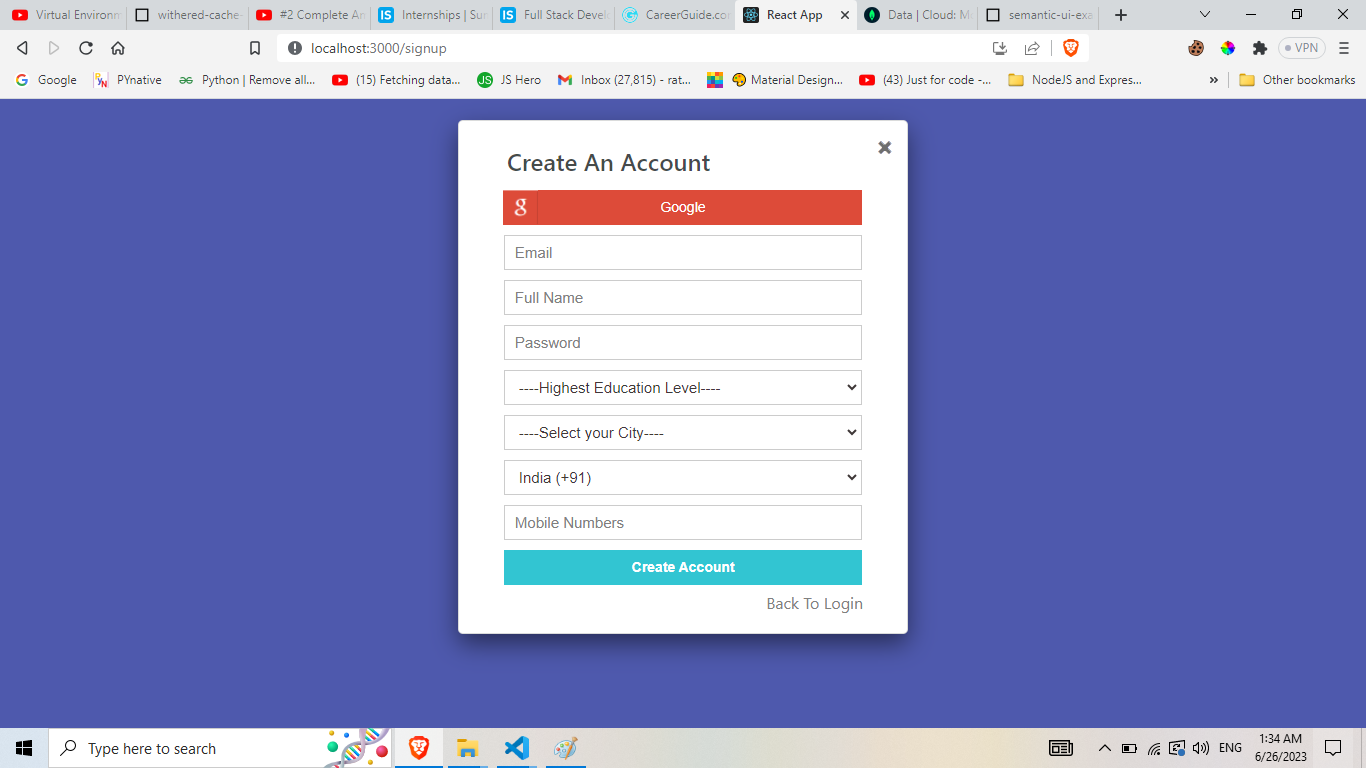 Virtual Environm
withered-cache-
#2 Complete An
Internships | Sum
Full Stack Develo
CareerGuide.com
React App
Data | Cloud: Mo
semantic-ui-exa
localhost:3000/signup
VPN
Google
PYnative
Python | Remove all...
(15) Fetching data...
JS Hero
Inbox (27,815) - rat...
Material Design...
(43) Just for code -...
NodeJS and Expres...
»
Other bookmarks
Create An Account
Google
Email
Full Name
Password
----Highest Education Level----
----Select your City----
India (+91)
Mobile Numbers
Create Account
Back To Login
Type here to search
ENG
1:34 AM
6/26/2023